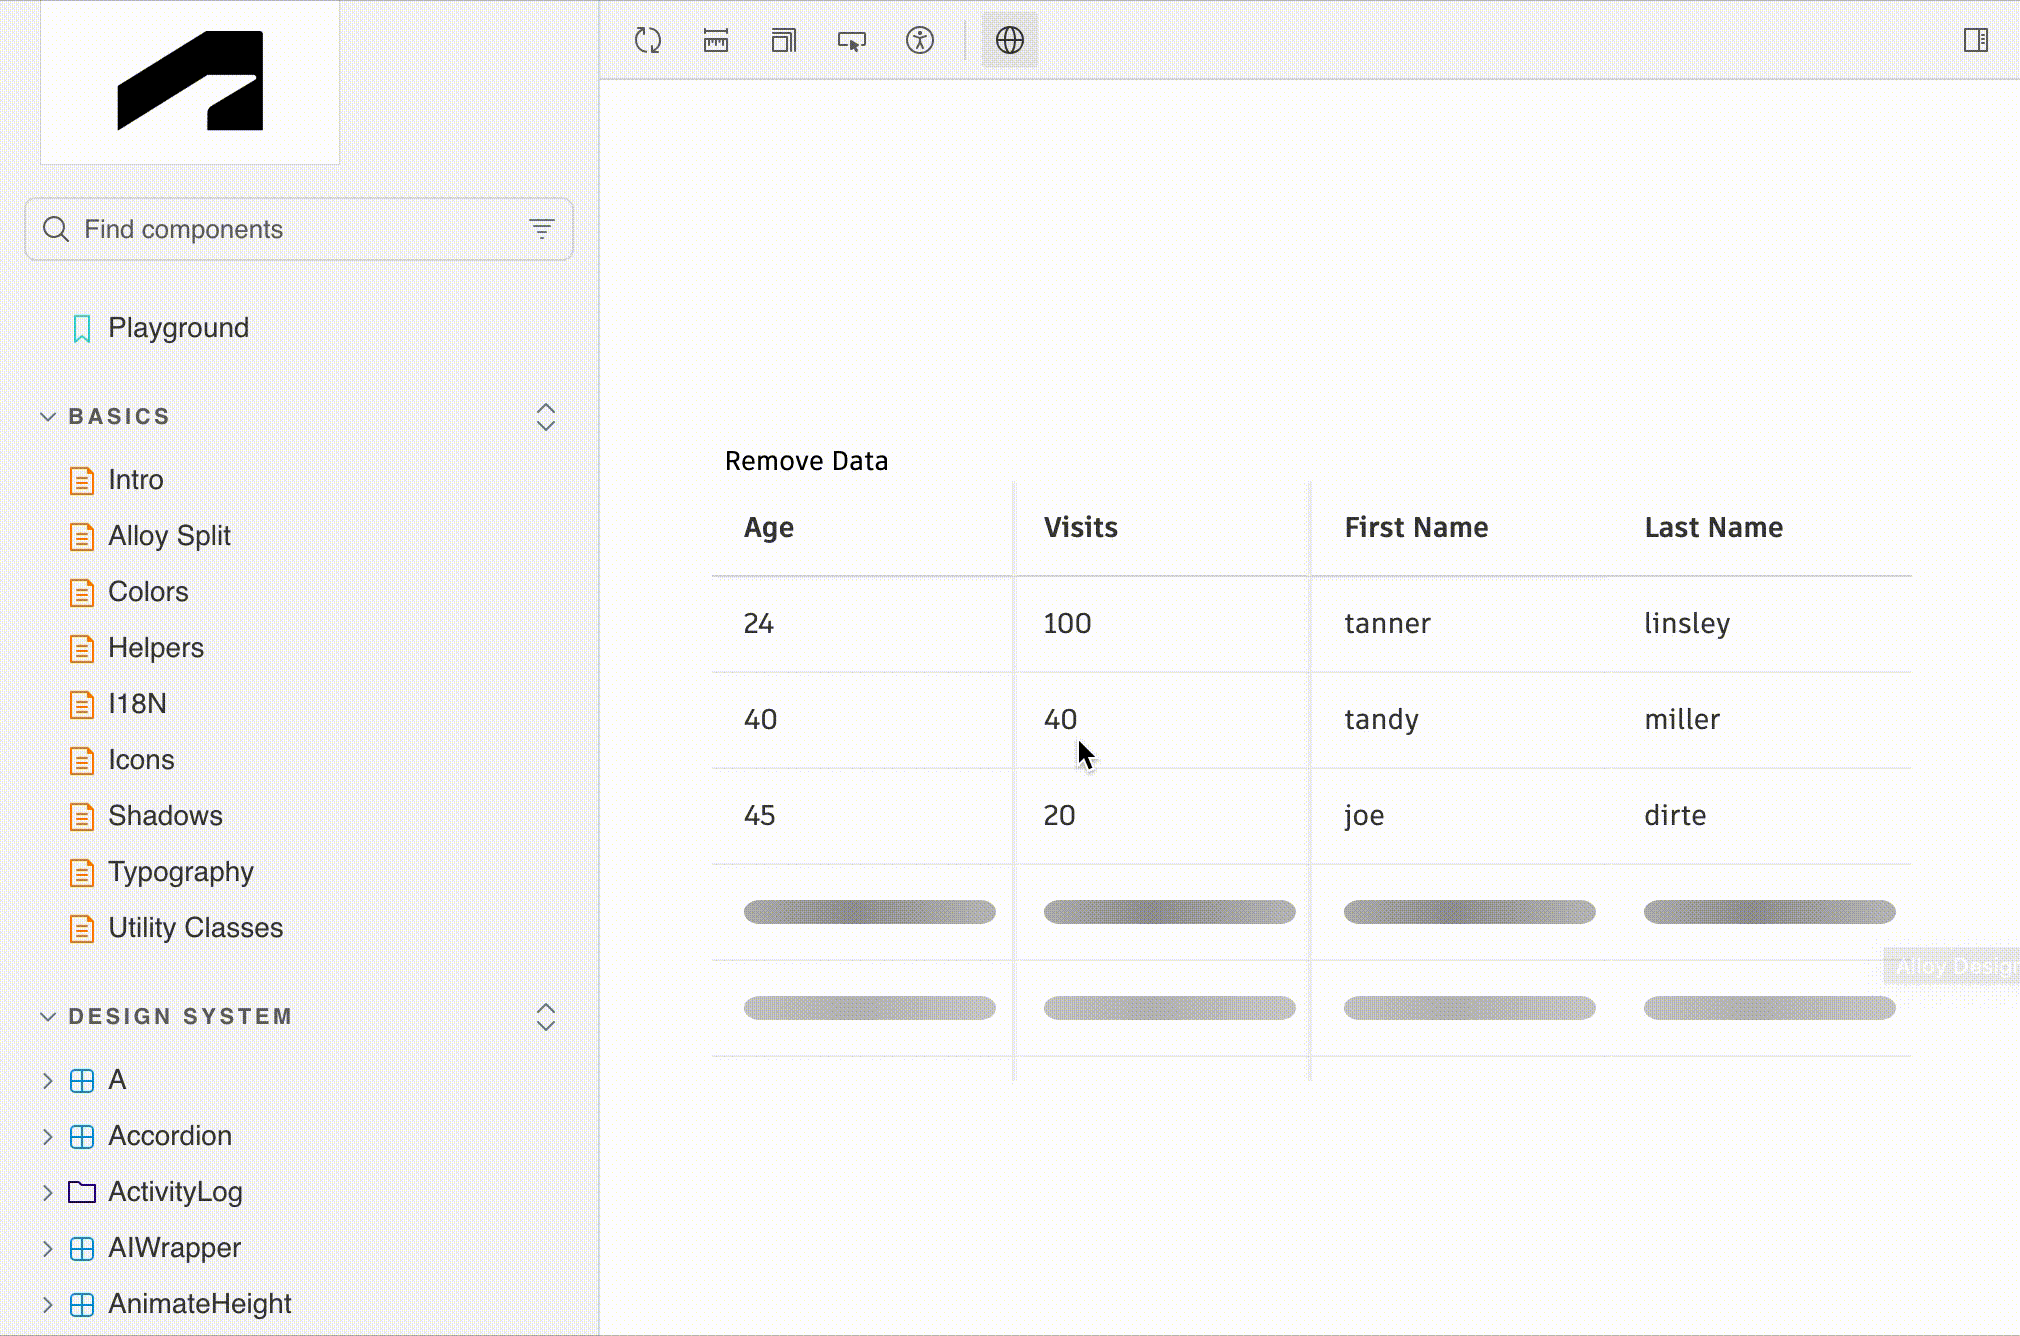 Find components
Playground
BASICS
Intro
Alloy Split
Colors
Helpers
I18N
Icons
Shadows
Typography
Utility Classes
DESIGN SYSTEM
A
Accordion
ActivityLog
AIWrapper
AnimateHeight
Remove Data
Age Visits First Name Last Name
24 100 tanner linsley
40 40 tandy miller
45 20 joe dirte
Alloy